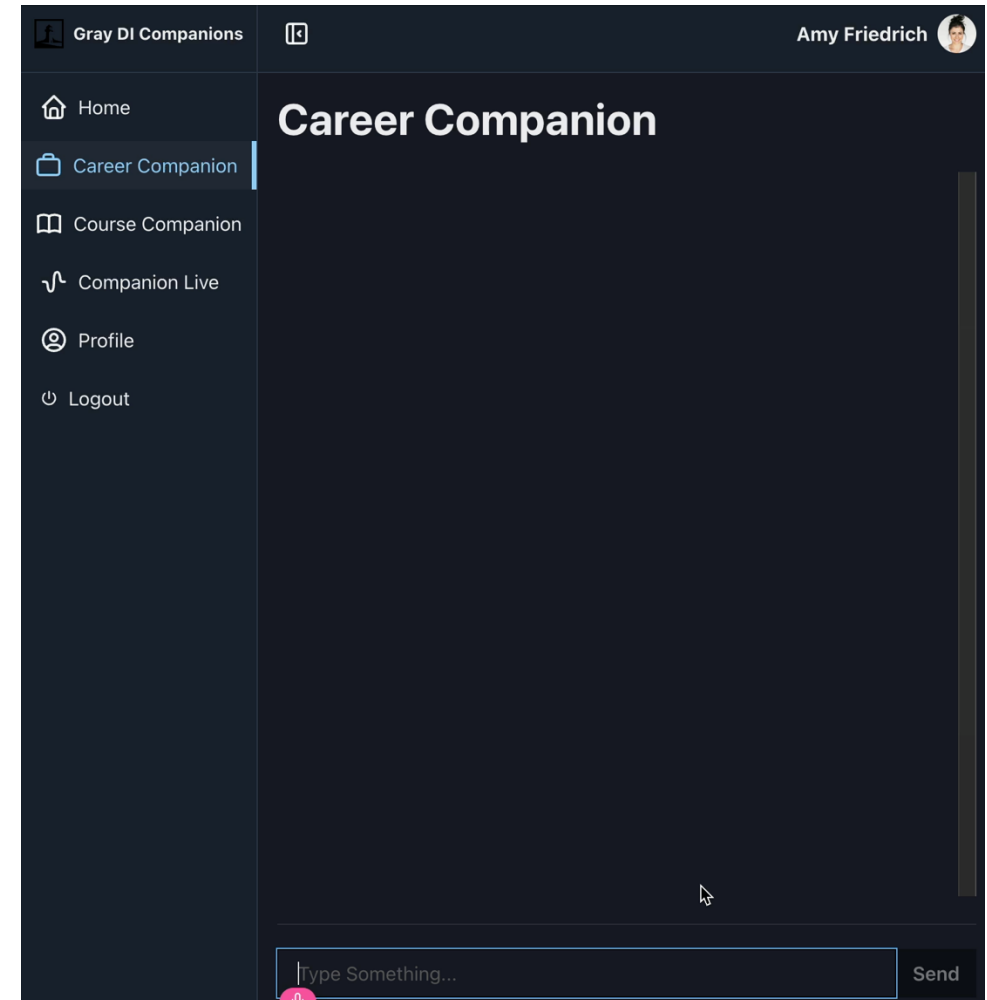 Gray DI Companions
Amy Friedrich
Home
Career Companion
Course Companion
Companion Live
Profile
Logout
Career Companion
Type Something...
Send